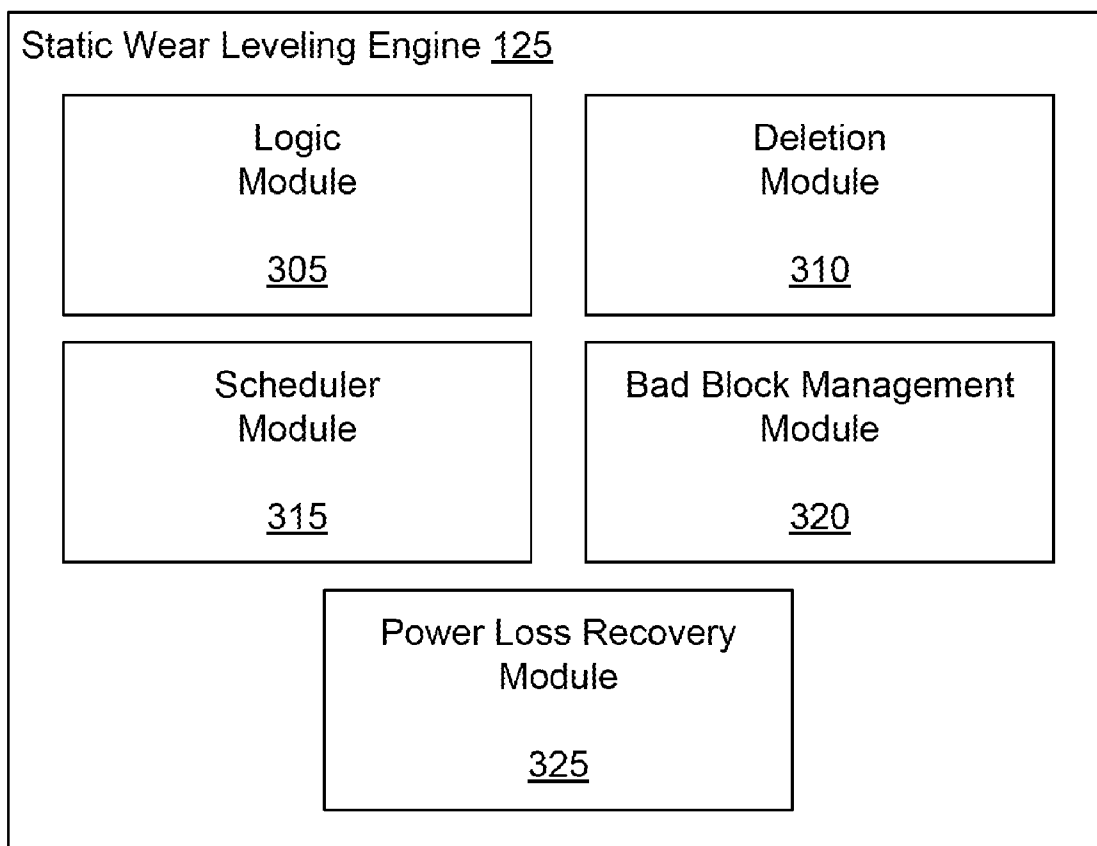 Static Wear Leveling Engine 125
Logic
Module
305
Deletion
Module
310
Scheduler
Module
315
Bad Block Management
Module
320
Power Loss Recovery
Module
325